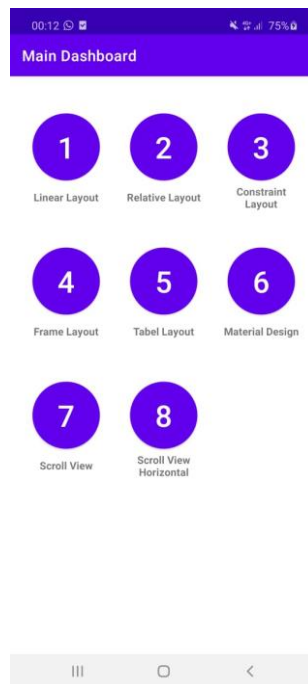 00:12 75%
Main Dashboard
1 2 3
Linear Layout Relative Layout Constraint
Layout
4 5 6
Frame Layout Tabel Layout Material Design
7 8
Scroll View Scroll View
Horizontal